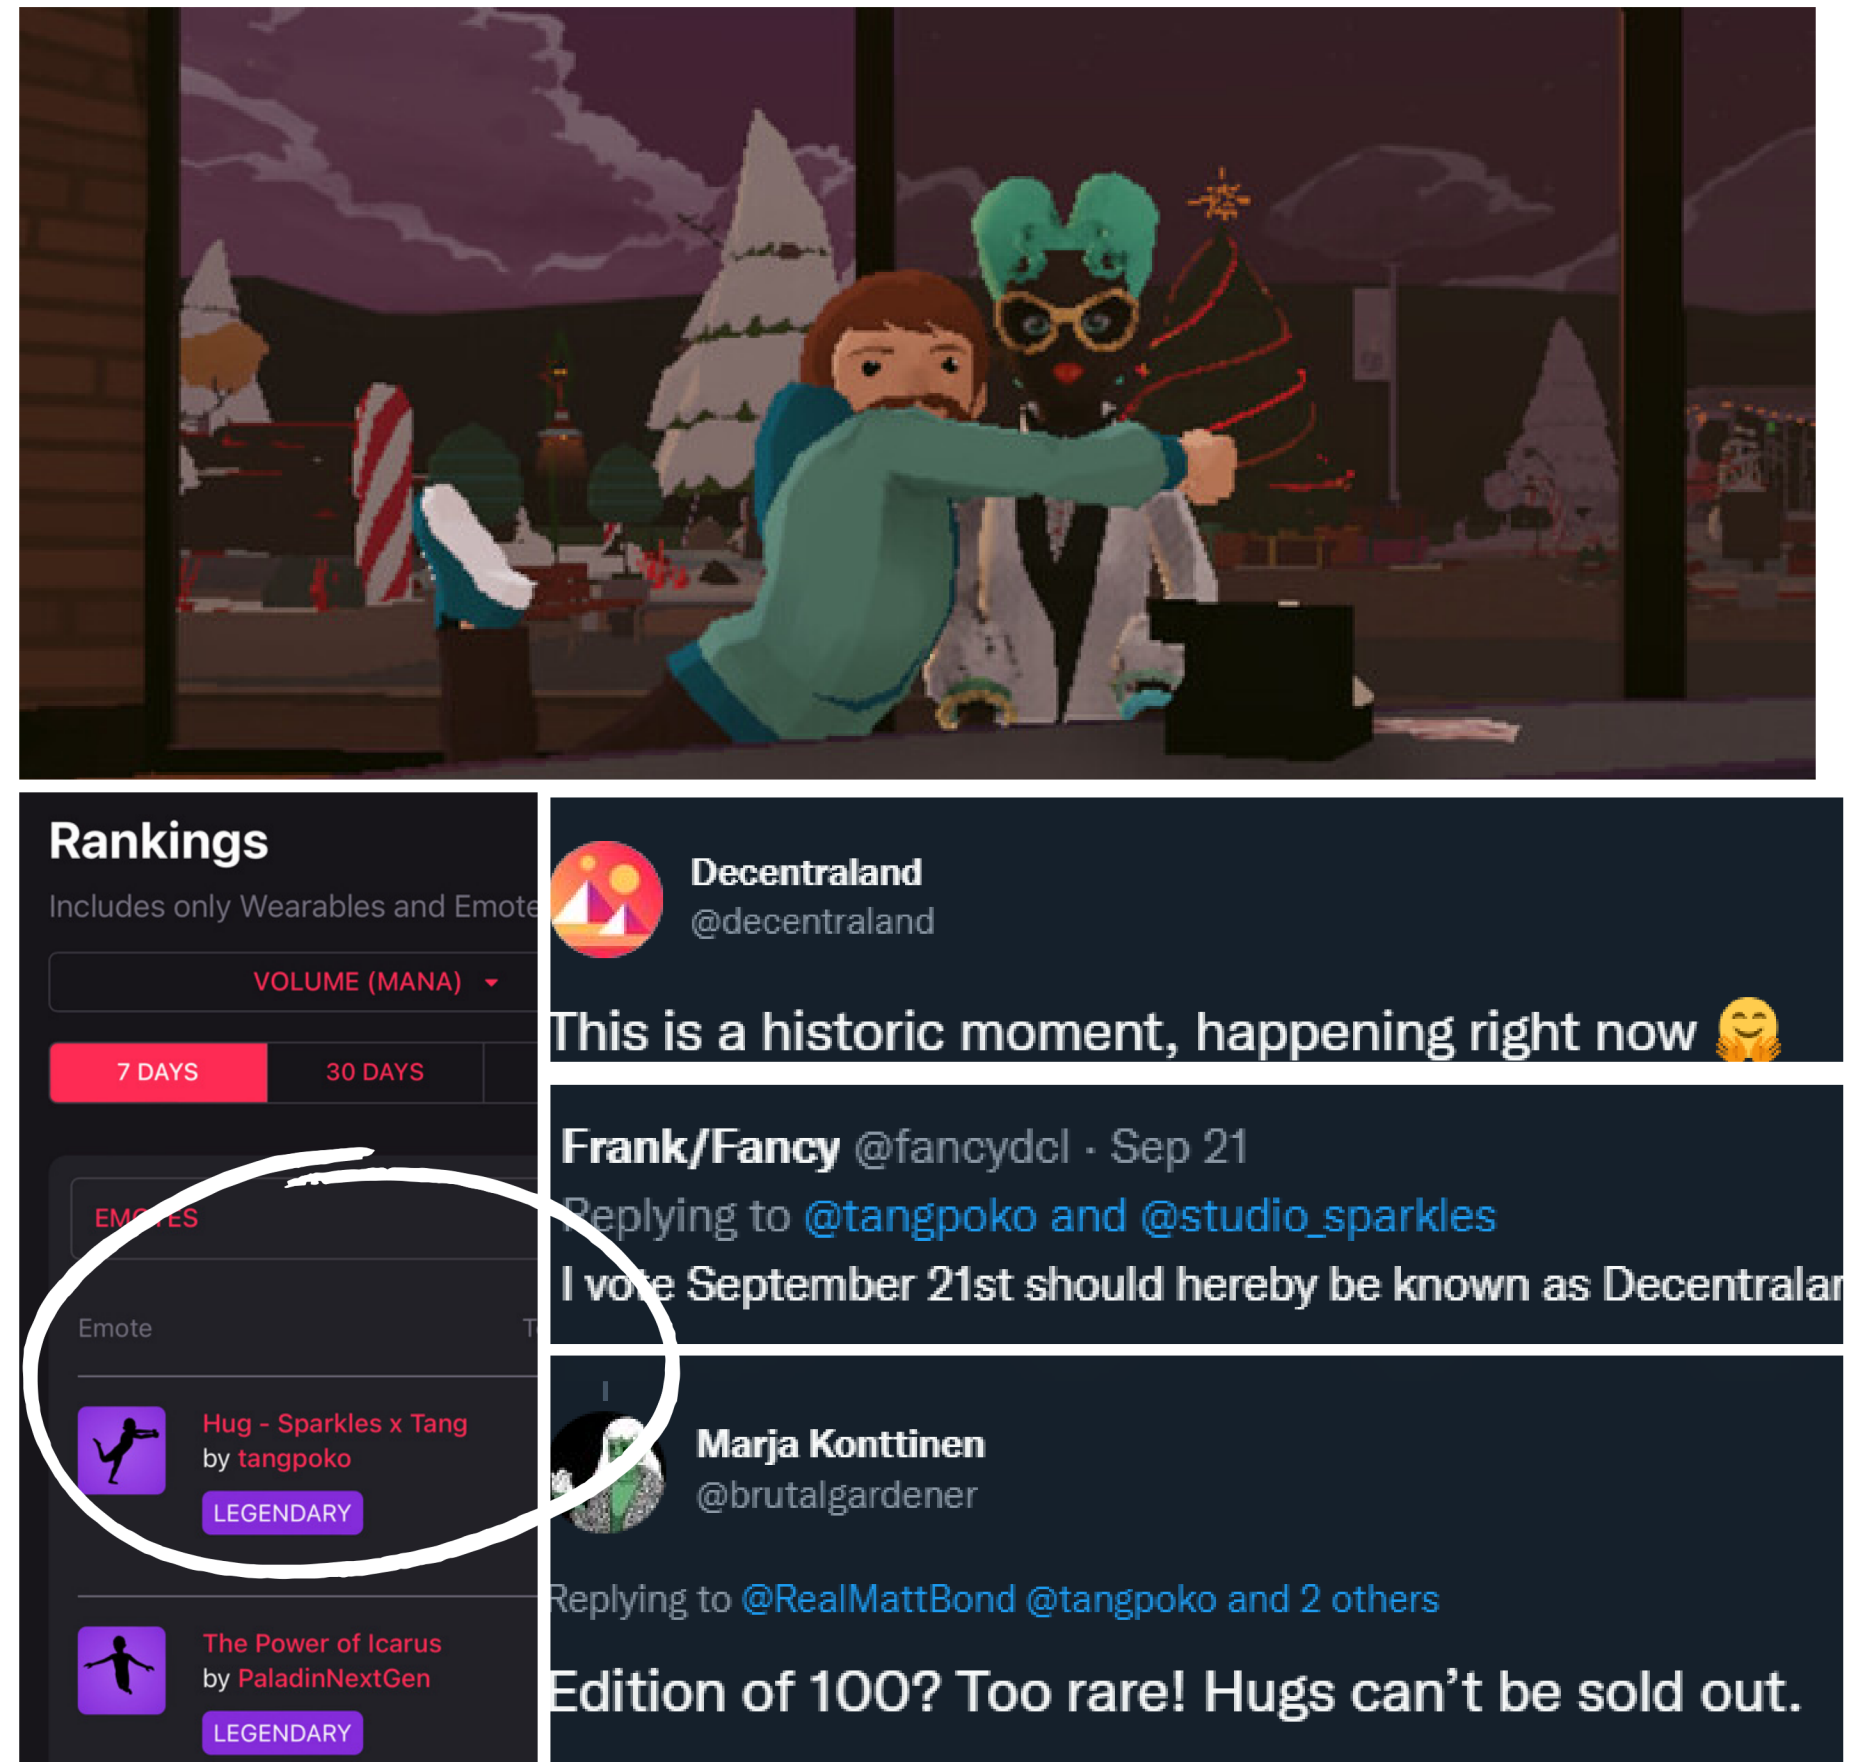 Rankings
Includes only Wearables and Emote
VOLUME (MANA)
7 DAYS
30 DAYS
EMOTES
Emote
Hug - Sparkles x Tang
by tangpoko
LEGENDARY
The Power of Icarus
by PaladinNextGen
LEGENDARY
Decentraland
@decentraland
This is a historic moment, happening right now 🤗
Frank/Fancy @fancydcl · Sep 21
Replying to @tangpoko and @studio_sparkles
I vote September 21st should hereby be known as Decentralan
Marja Konttinen
@brutalgardener
Replying to @RealMattBond @tangpoko and 2 others
Edition of 100? Too rare! Hugs can't be sold out.